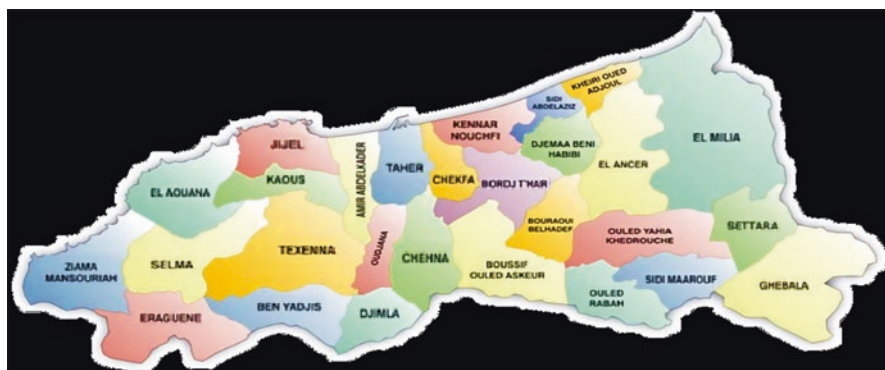 KHEIRI OUED
ADJOUL
SIDI
ABDELAZIZ
KENNAR
NOUCHFI
EL MILIA
JIJEL
DJEMAA BENI
HABIBI
EL ANCER
TAHER
AMIR ABDELKADER
KAOUS
CHEKFA
BORDJ T'HAR
EL AOUANA
BOURAOUI
BELHADEF
SETTARA
OULED YAHIA
KHEDROUCHE
TEXENNA
OUDJANA
CHEHNA
SELMA
ZIAMA
MANSOURIAH
BOUSSIF
OULED ASKEUR
SIDI MAAROUF
GHEBALA
OULED
RABAH
BEN YADJIS
DJIMLA
ERAGUENE